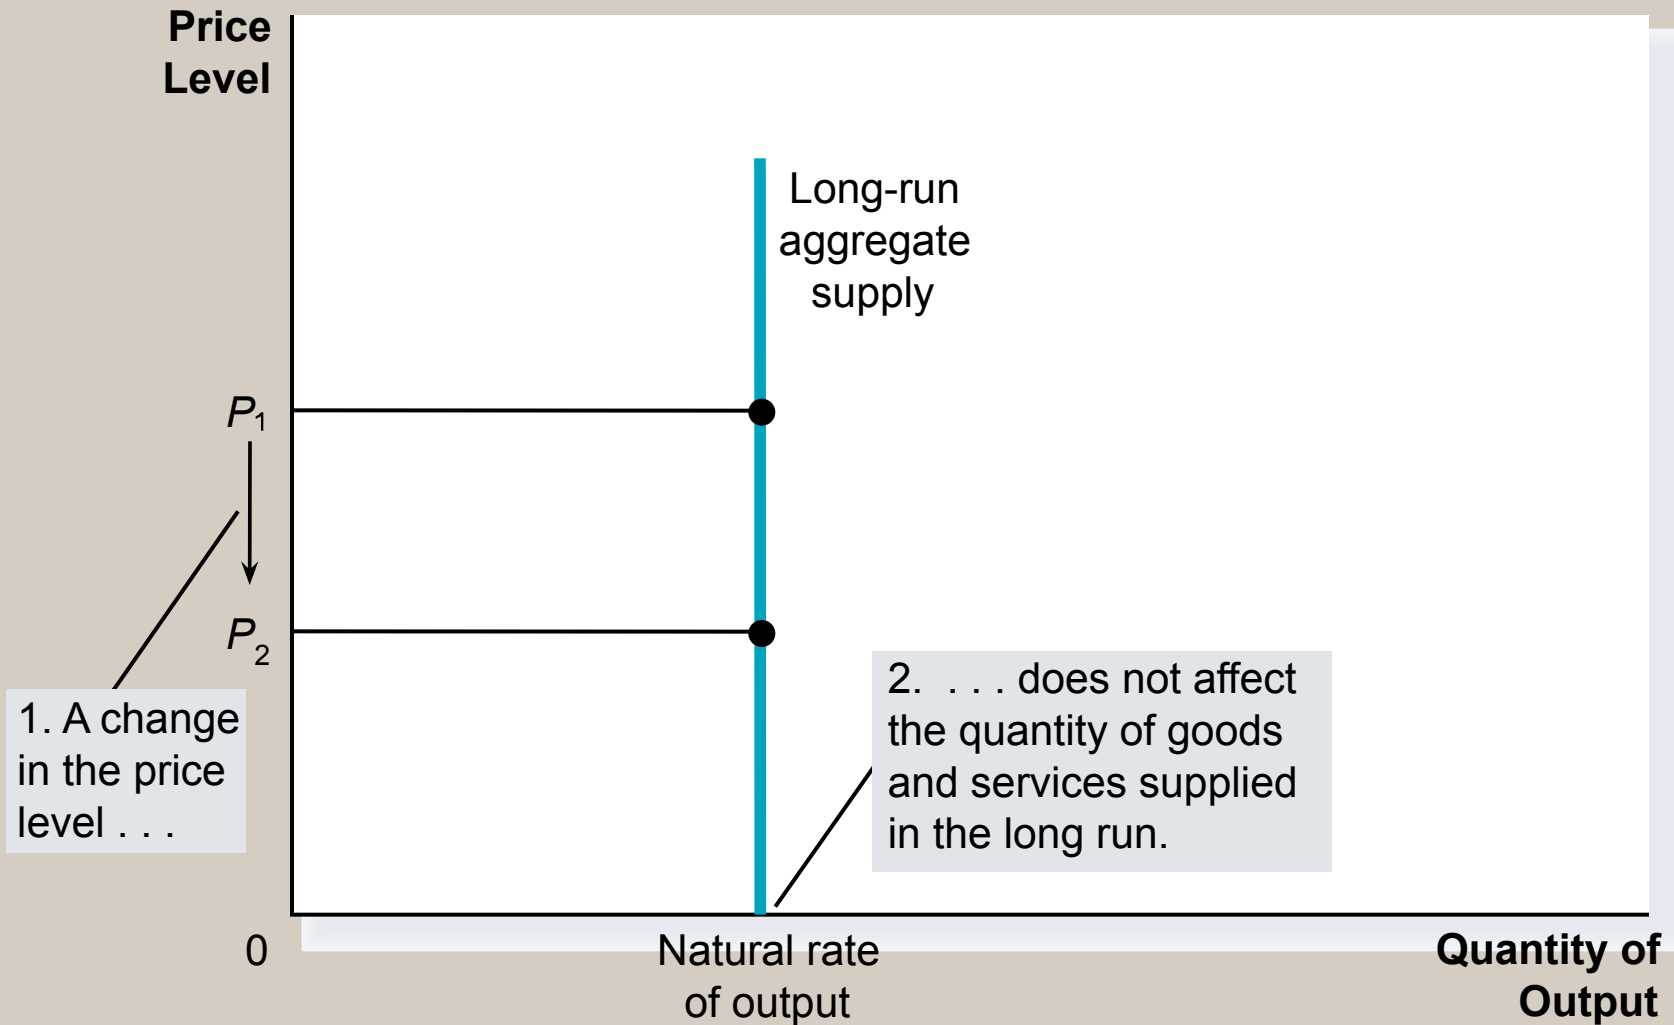 Price
Level
Long-run
aggregate
supply
P₁
P₂
1. A change
in the price
level . . .
2.  . . . does not affect
the quantity of goods
and services supplied
in the long run.
0
Natural rate
of output
Quantity of
Output